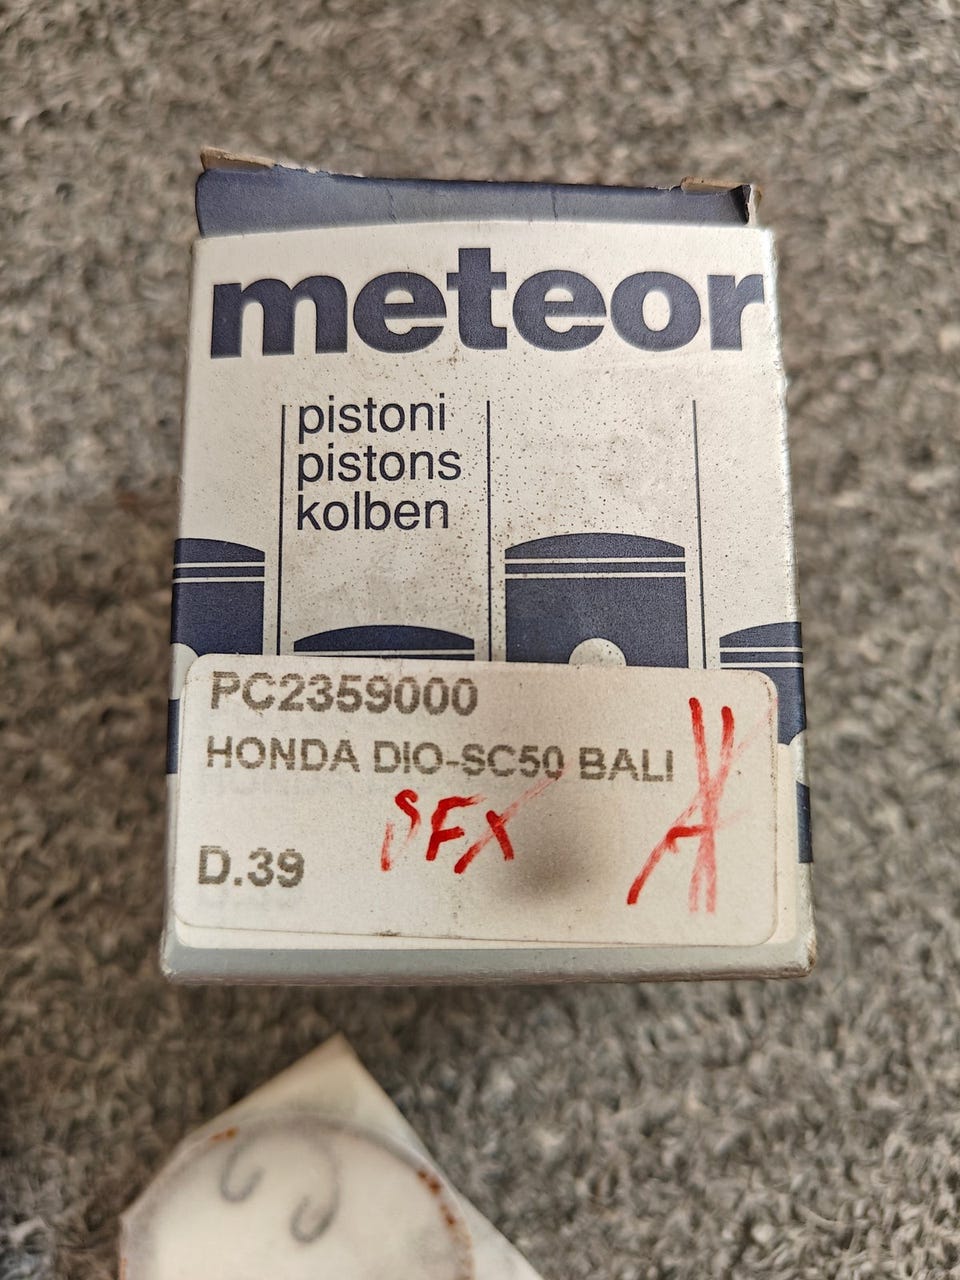 meteor
pistoni
pistons
kolben
PC2359000
HONDA DIO-SC50 BALI
SFX
D.39